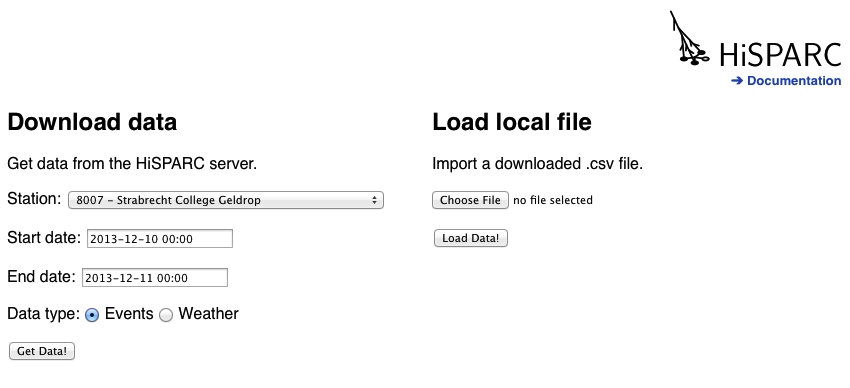 HiSPARC
➔ Documentation
Download data
Get data from the HiSPARC server.
Station: 8007 – Strabrecht College Geldrop
Start date: 2013-12-10 00:00
End date: 2013-12-11 00:00
Data type: Events Weather
Get Data!
Load local file
Import a downloaded .csv file.
Choose File no file selected
Load Data!